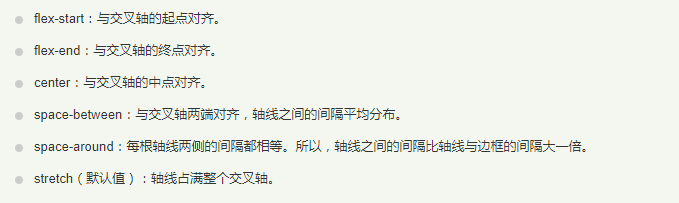 flex-start：与交叉轴的起点对齐。
flex-end：与交叉轴的终点对齐。
center：与交叉轴的中点对齐。
space-between：与交叉轴两端对齐，轴线之间的间隔平均分布。
space-around：每根轴线两侧的间隔都相等。所以，轴线之间的间隔比轴线与边框的间隔大一倍。
stretch（默认值）：轴线占满整个交叉轴。